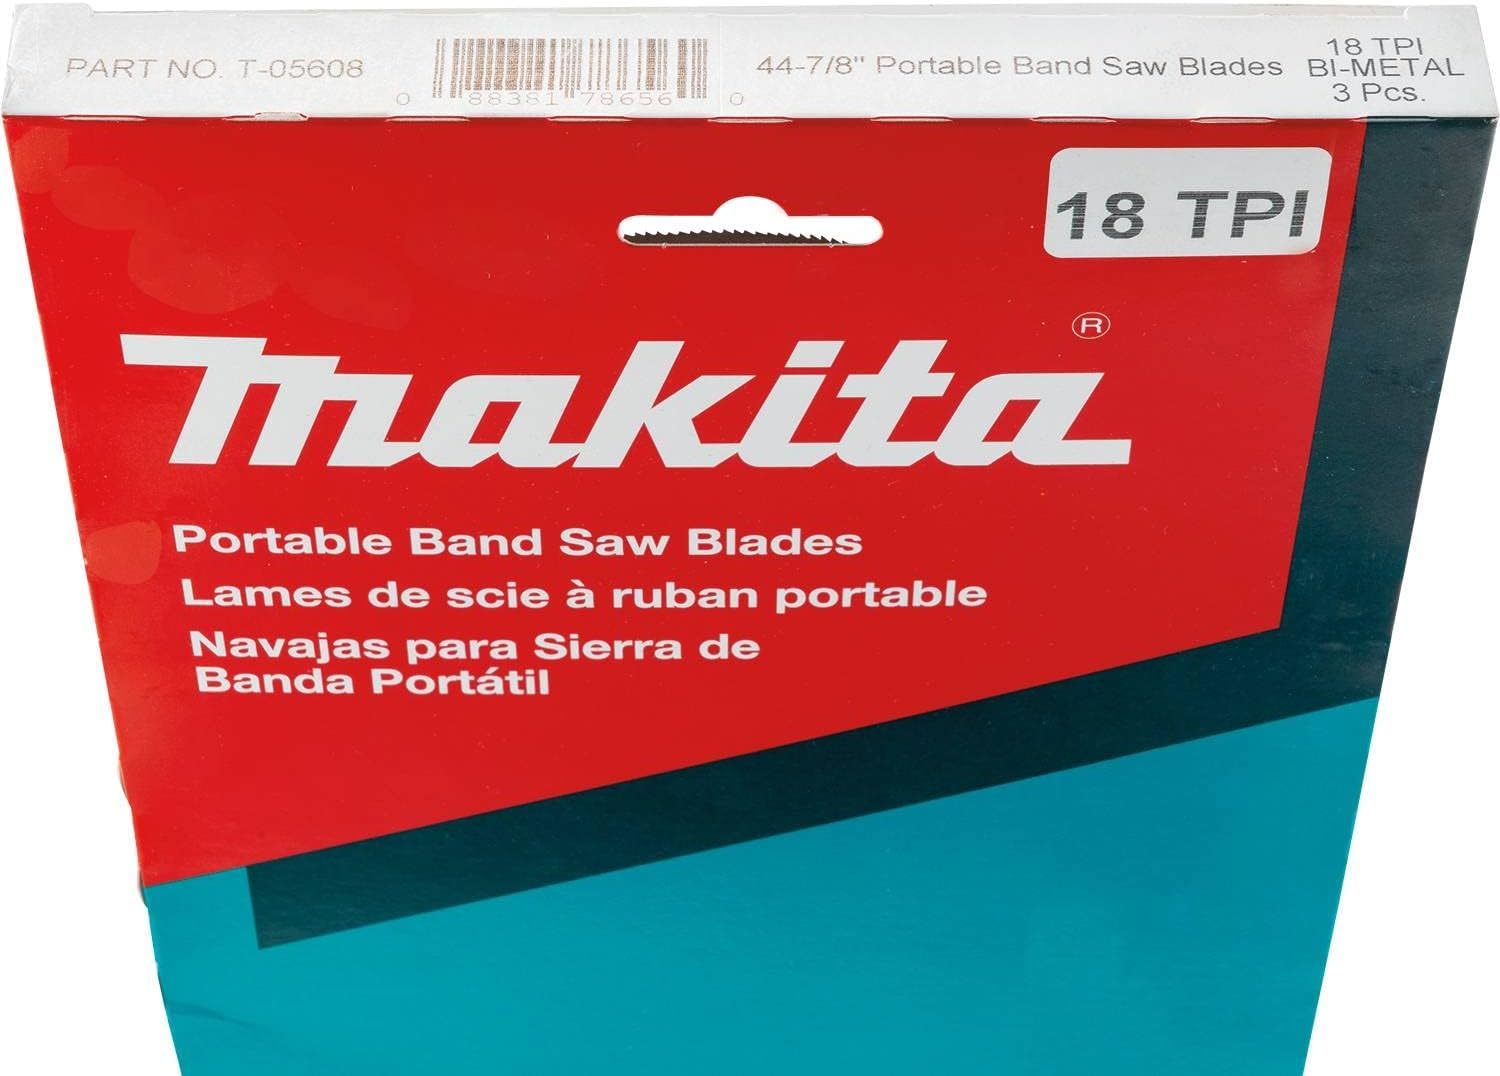 PART NO. T-05608
0 88381 78656 0
44-7/8" Portable Band Saw Blades
18 TPI
BI-METAL
3 Pcs.
18 TPI
makita®
Portable Band Saw Blades
Lames de scie à ruban portable
Navajas para Sierra de
Banda Portátil